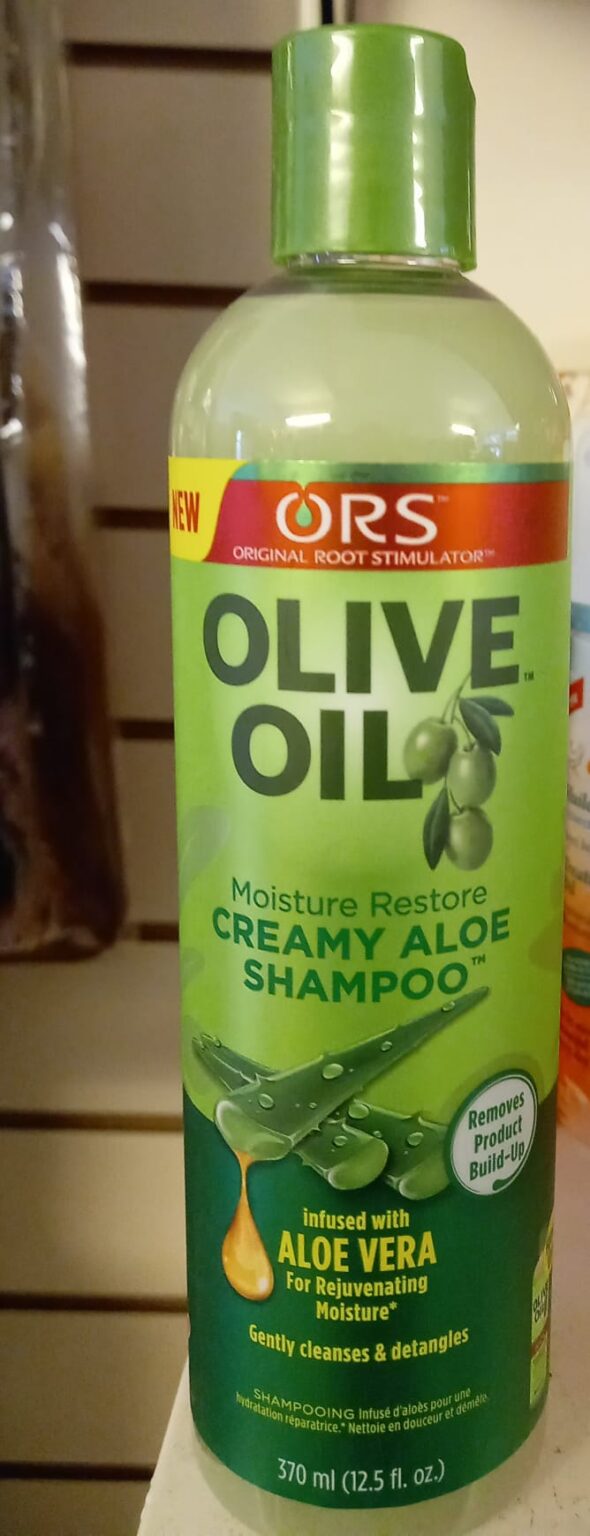 NEW
ORS™
ORIGINAL ROOT STIMULATOR™
OLIVE
OIL™
Moisture Restore
CREAMY ALOE
SHAMPOO™
Removes
Product
Build-Up
infused with
ALOE VERA
For Rejuvenating
Moisture*
Gently cleanses & detangles
SHAMPOOING Infusé d'aloès pour une
hydratation réparatrice.* Nettoie en douceur et démêle.
370 ml (12.5 fl. oz.)